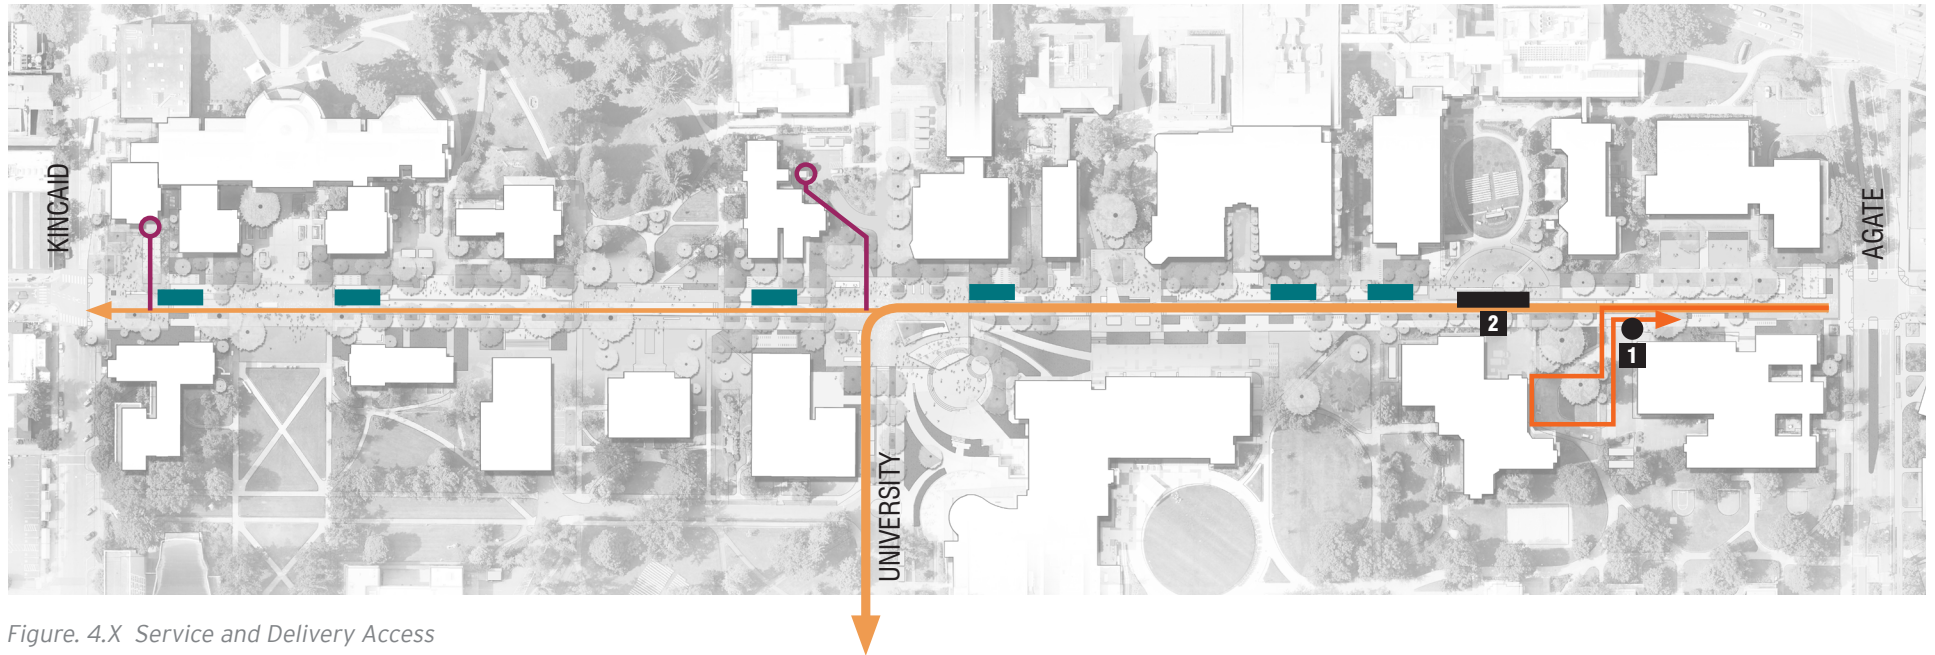 KINCAID
AGATE
2
1
UNIVERSITY
Figure. 4.X Service and Delivery Access